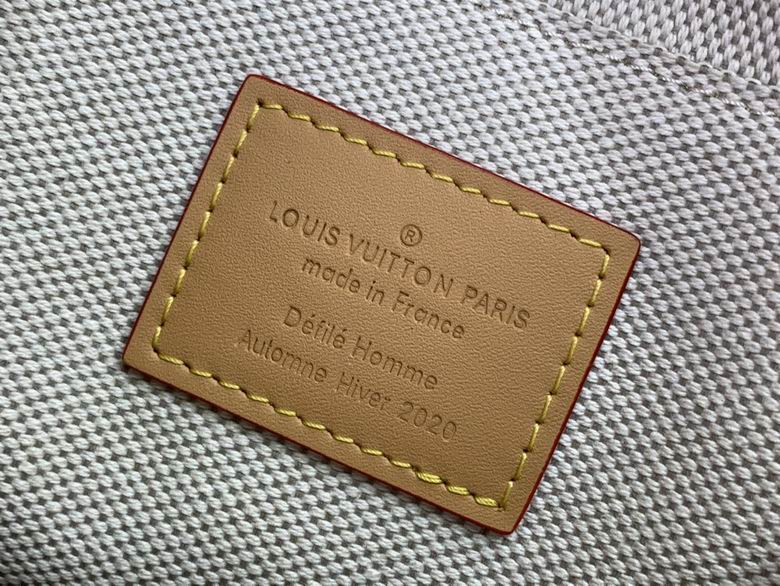 ®
LOUIS VUITTON PARIS
made in France
Défilé Homme
Automne Hiver 2020